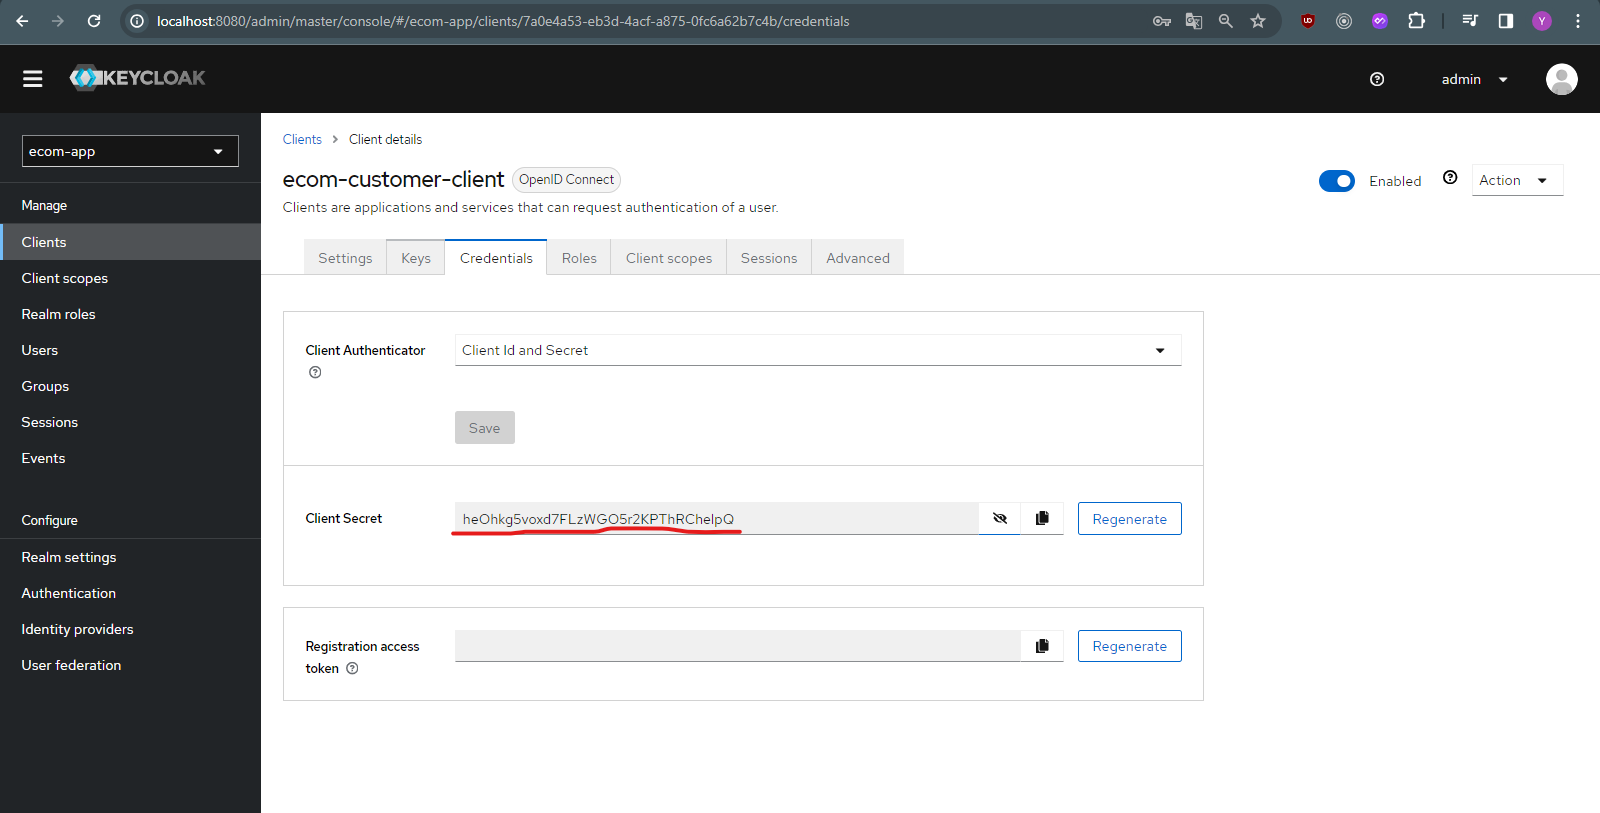 localhost:8080/admin/master/console/#/ecom-app/clients/7a0e4a53-eb3d-4acf-a875-0fc6a62b7c4b/credentials
Y
KEYCLOAK
admin
ecom-app
Manage
Clients
Client scopes
Realm roles
Users
Groups
Sessions
Events
Configure
Realm settings
Authentication
Identity providers
User federation
Clients > Client details
ecom-customer-client OpenID Connect
Enabled
Action
Clients are applications and services that can request authentication of a user.
Settings Keys Credentials Roles Client scopes Sessions Advanced
Client Authenticator
Client Id and Secret
Save
Client Secret
heOhkg5voxd7FLzWGO5r2KPThRChelpQ
Regenerate
Registration access
token
Regenerate